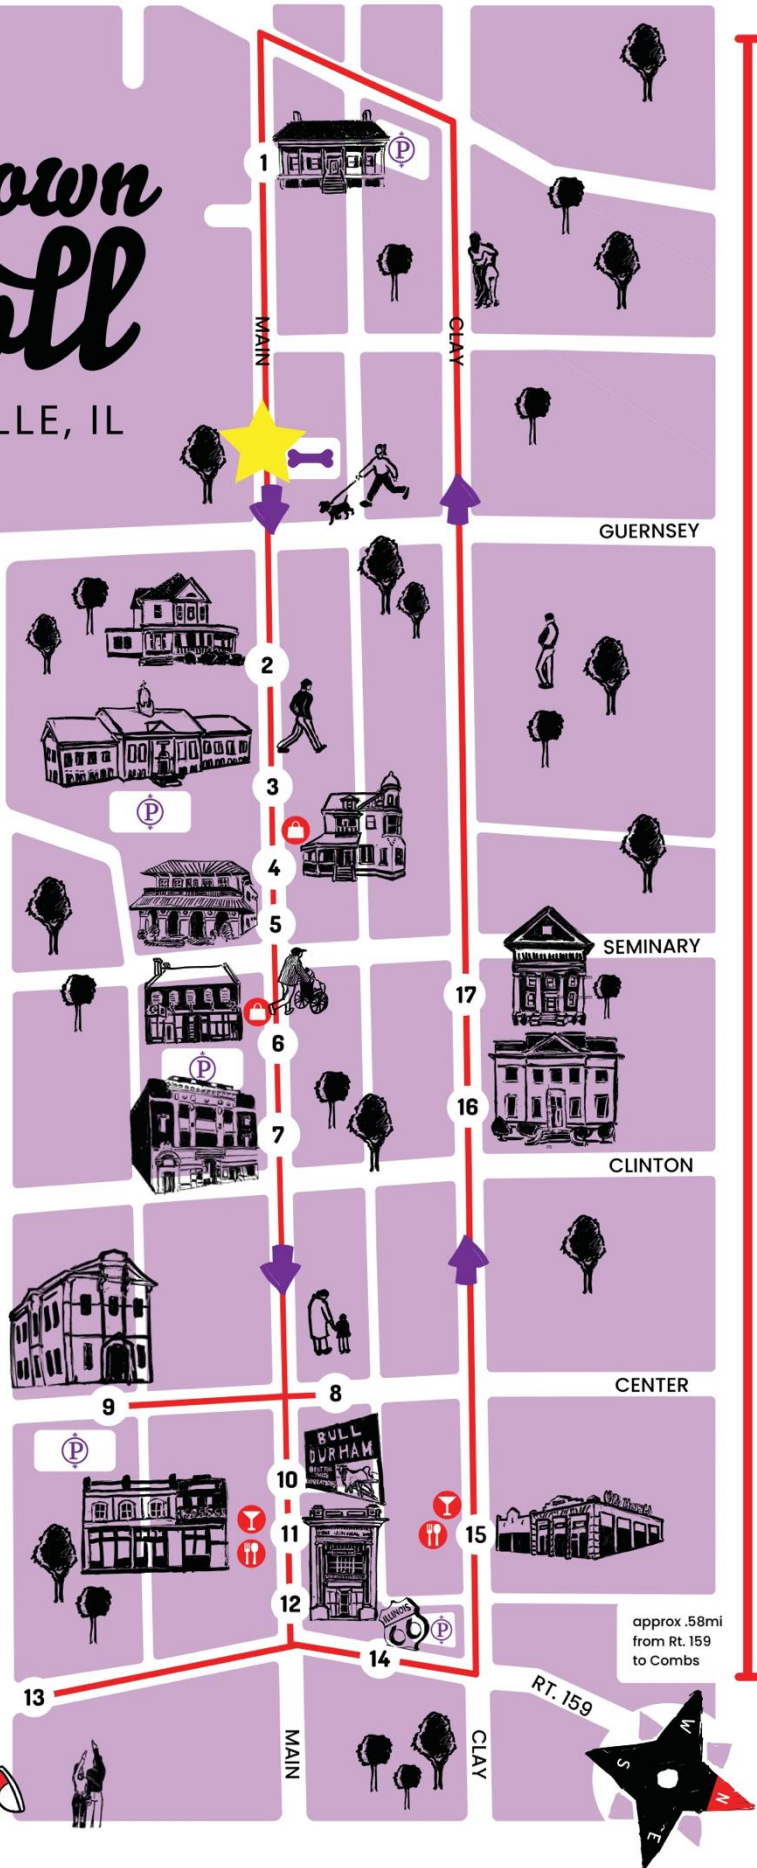 own
oll
LLE, IL
P
1
MAIN
CLAY
GUERNSEY
2
3
P
4
5
SEMINARY
17
6
P
16
7
CLINTON
CENTER
8
9
P
BULL
DURHAM
10
11
15
12
ILLINOIS
P
approx .58mi
from Rt. 159
to Combs
14
13
RT. 159
MAIN
CLAY
W
S
N
E